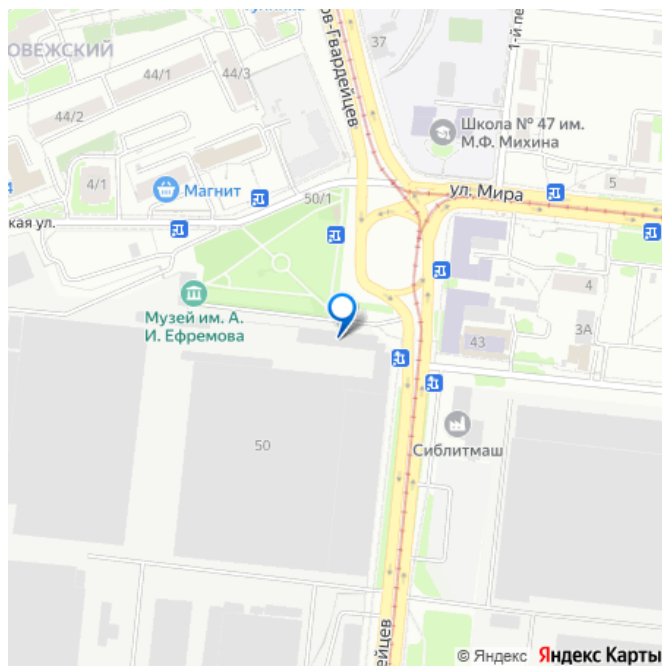 ОВЕЖСКИЙ
44/1
44/3
44/2
4/1
4
Магнит
50/1
кая ул.
ов-Гвардейцев
37
1-й пе
Школа № 47 им.
М.Ф. Михина
ул. Мира
5
Музей им. А.
И. Ефремова
4
3А
43
50
Сиблитмаш
дейцев
© Яндекс Яндекс Карты